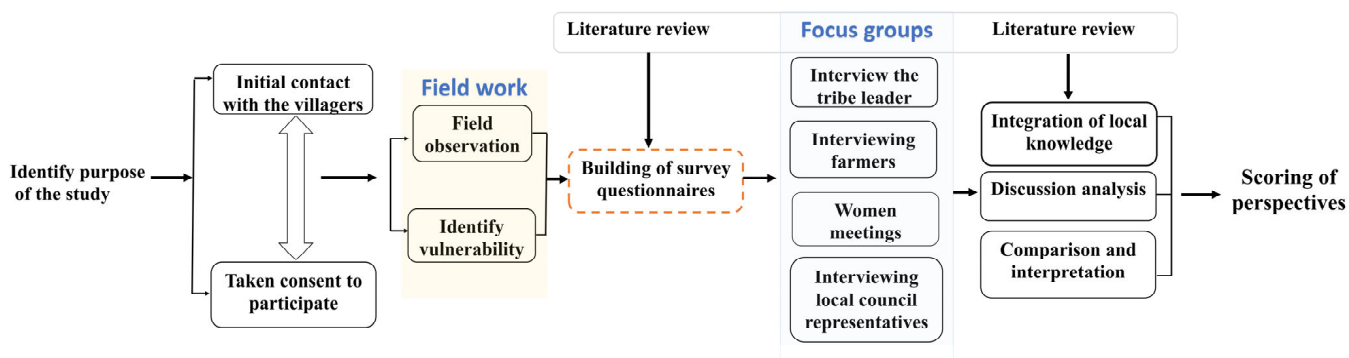 Identify purpose
of the study
Initial contact
with the villagers
Taken consent to
participate
Field work
Field
observation
Identify
vulnerability
Literature review
Building of survey
questionnaires
Focus groups
Interview the
tribe leader
Interviewing
farmers
Women
meetings
Interviewing
local council
representatives
Literature review
Integration of local
knowledge
Discussion analysis
Comparison and
interpretation
Scoring of
perspectives